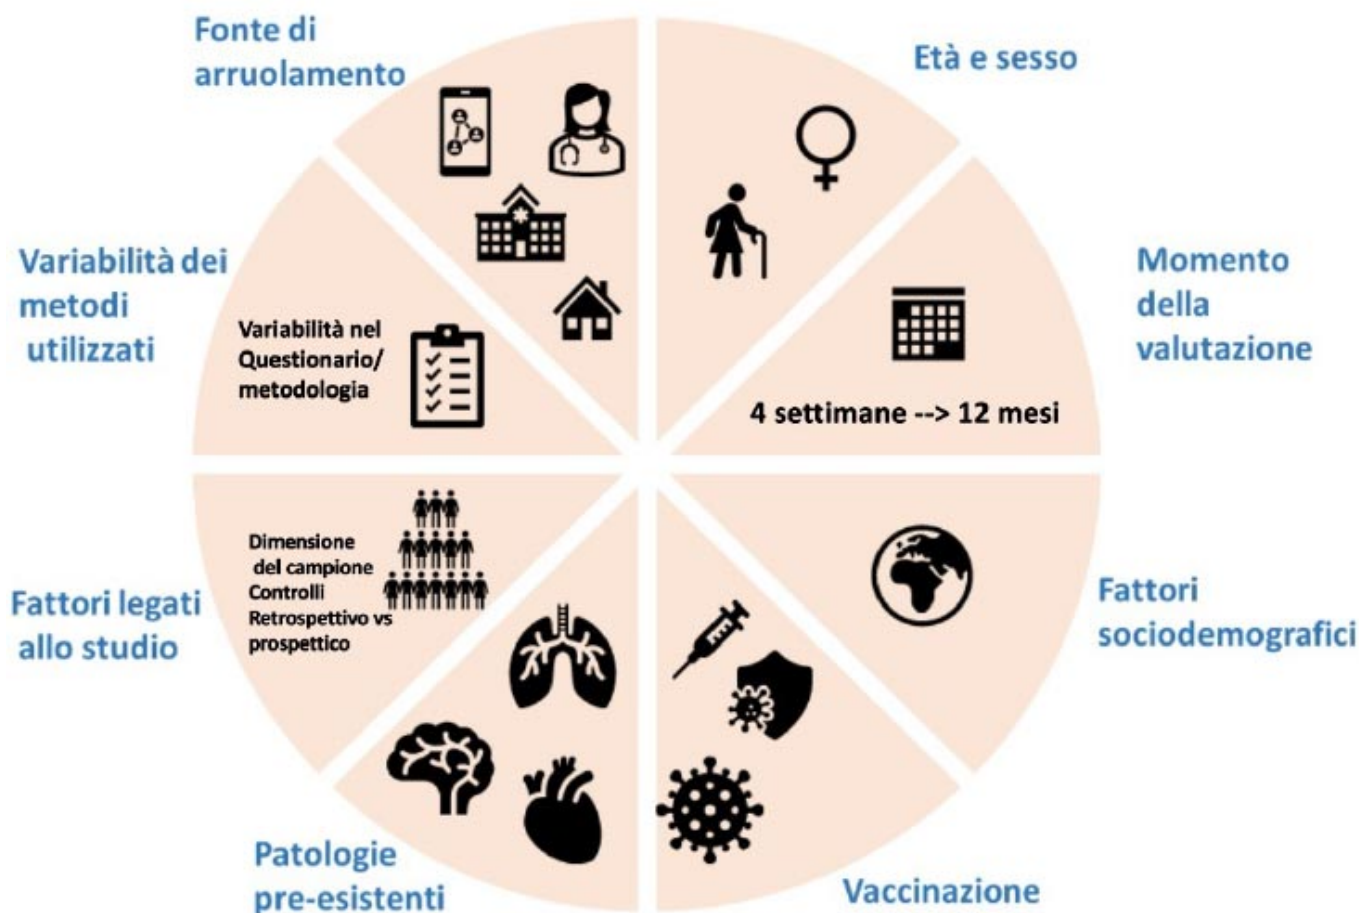 Fonte di
arruolamento
Età e sesso
Variabilità dei
metodi
utilizzati
Variabilità nel
Questionario/
metodologia
Momento
della
valutazione
4 settimane --> 12 mesi
Fattori legati
allo studio
Dimensione
del campione
Controlli
Retrospettivo vs
prospettico
Fattori
sociodemografici
Patologie
pre-esistenti
Vaccinazione